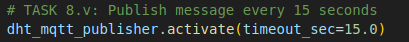 # TASK 8.v: Publish message every 15 seconds
dht_mqtt_publisher.activate(timeout_sec=15.0)